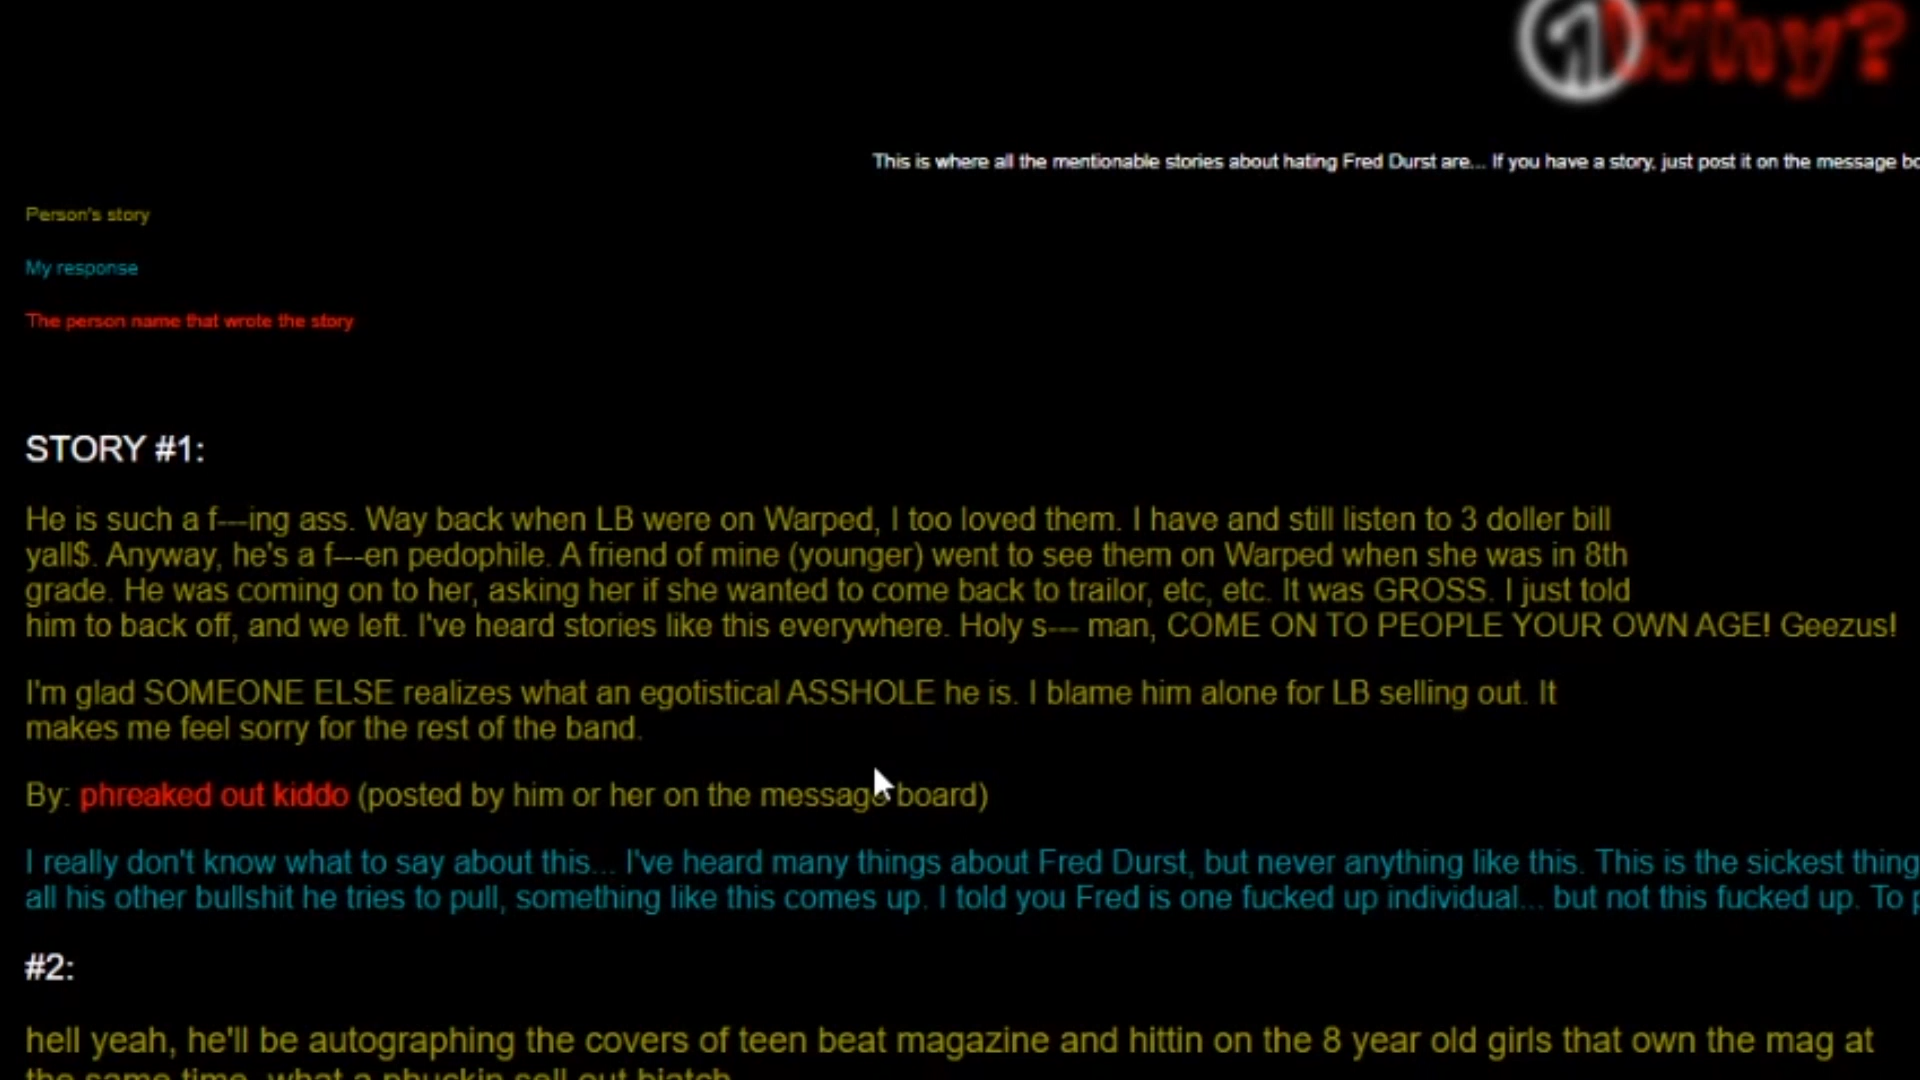 Why?
This is where all the mentionable stories about hating Fred Durst are... If you have a story, just post it on the message bo
Person's story
My response
The person name that wrote the story
STORY #1:
He is such a f---ing ass. Way back when LB were on Warped, I too loved them. I have and still listen to 3 doller bill
yall$. Anyway, he's a f---en pedophile. A friend of mine (younger) went to see them on Warped when she was in 8th
grade. He was coming on to her, asking her if she wanted to come back to trailor, etc, etc. It was GROSS. I just told
him to back off, and we left. I've heard stories like this everywhere. Holy s--- man, COME ON TO PEOPLE YOUR OWN AGE! Geezus!
I'm glad SOMEONE ELSE realizes what an egotistical ASSHOLE he is. I blame him alone for LB selling out. It
makes me feel sorry for the rest of the band.
By: phreaked out kiddo (posted by him or her on the message board)
I really don't know what to say about this... I've heard many things about Fred Durst, but never anything like this. This is the sickest thing
all his other bullshit he tries to pull, something like this comes up. I told you Fred is one fucked up individual... but not this fucked up. To p
#2:
hell yeah, he'll be autographing the covers of teen beat magazine and hittin on the 8 year old girls that own the mag at
the same time. what a phuckin sell out biatch